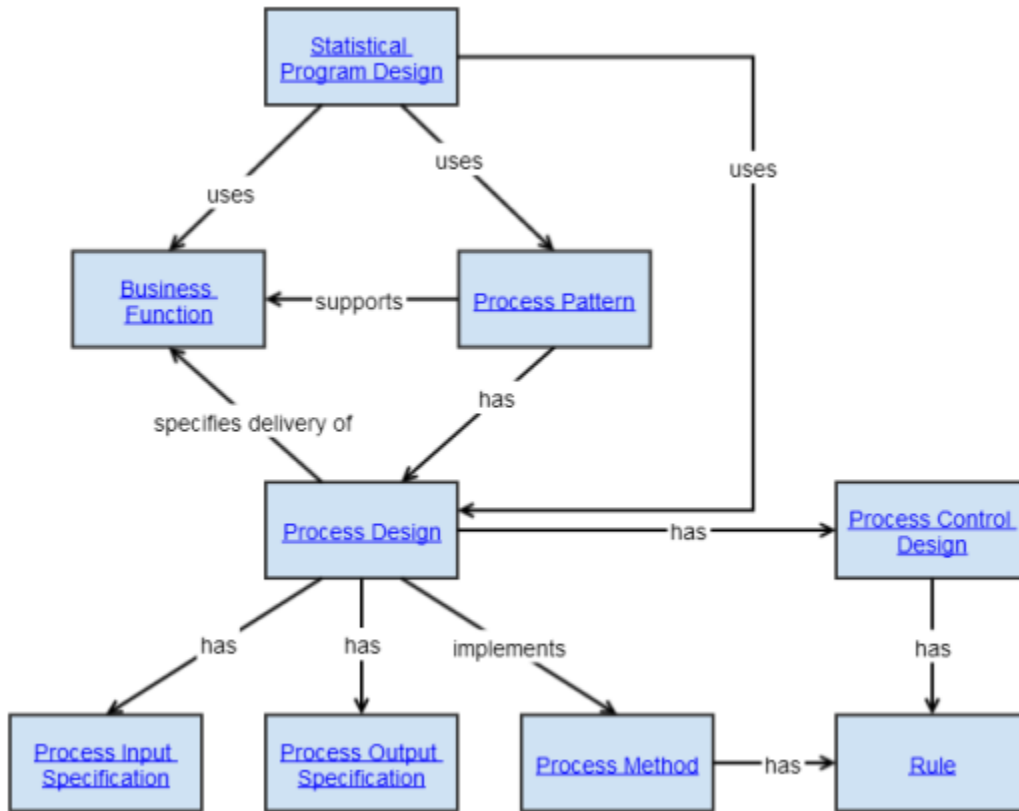 Statistical
Program Design
uses
uses
uses
Business
Function
supports
Process Pattern
has
specifies delivery of
Process Design
has
Process Control
Design
has
has
implements
has
Process Input
Specification
Process Output
Specification
Process Method
has
Rule